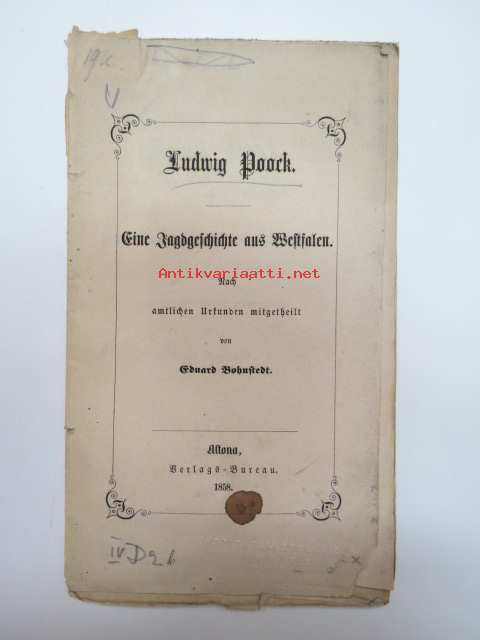 Ludwig Poock.
Eine Jagdgeschichte aus Westfalen.
Antikvariaatti.net
Nach
amtlichen Urkunden mitgetheilt
von
Eduard Bohnstedt.
Altona,
Verlags-Bureau.
1858.